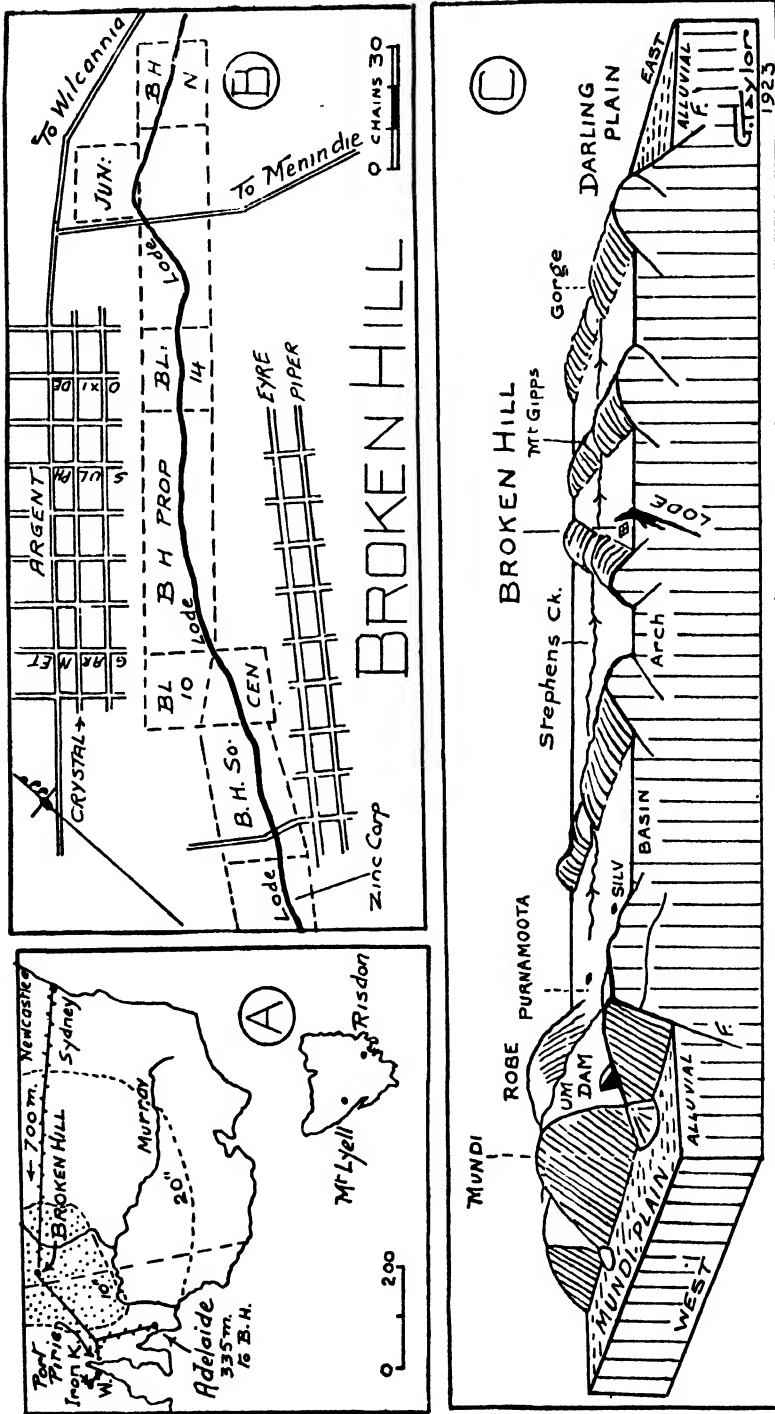 A
Newcastle
← 700 m.
Sydney
BROKEN HILL
Murray
10"
20"
Port
Pirie
Iron K.
W.
Adelaide
335 m.
to B.H.
Mt Lyell
Risdon
0 200
B
To Wilcannia
To Menindie
ARGENT
CRYSTAL→
GARNET
SULPH
OXIDE
JUN:
B H
N
Lode
BL:
14
B H PROP
Lode
BL
10
CEN
B.H. So.
Lode
Zinc Corp
EYRE
PIPER
0 CHAINS 30
BROKEN HILL
C
MUNDI
ROBE
UM
DAM
PURNAMOOTA
SILV
Stephens Ck.
BROKEN HILL
Mt Gipps
Gorge
DARLING
PLAIN
EAST
ALLUVIAL
F.
LODE
Arch
BASIN
F.
ALLUVIAL
MUNDI PLAIN
WEST
G.Taylor
1923